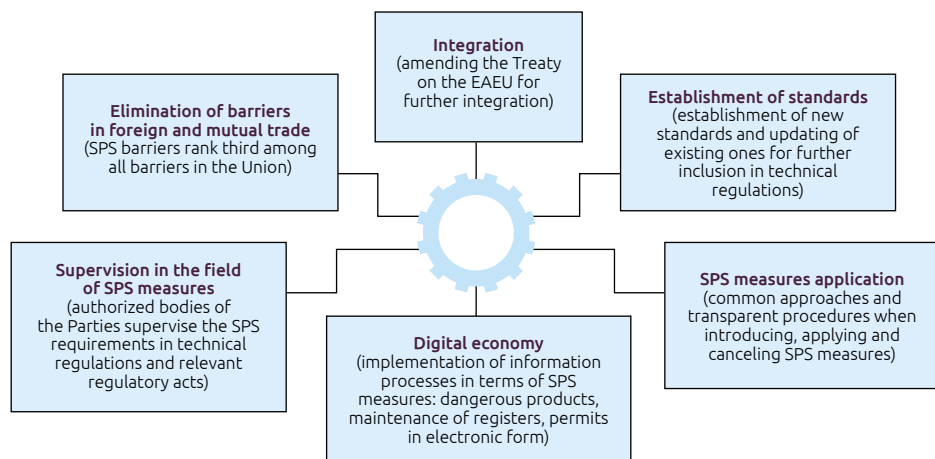 Integration
(amending the Treaty
on the EAEU for
further integration)
Elimination of barriers
in foreign and mutual trade
(SPS barriers rank third among
all barriers in the Union)
Establishment of standards
(establishment of new
standards and updating of
existing ones for further
inclusion in technical
regulations)
Supervision in the field
of SPS measures
(authorized bodies of
the Parties supervise the SPS
requirements in technical
regulations and relevant
regulatory acts)
SPS measures application
(common approaches and
transparent procedures when
introducing, applying and
canceling SPS measures)
Digital economy
(implementation of information
processes in terms of SPS
measures: dangerous products,
maintenance of registers, permits
in electronic form)